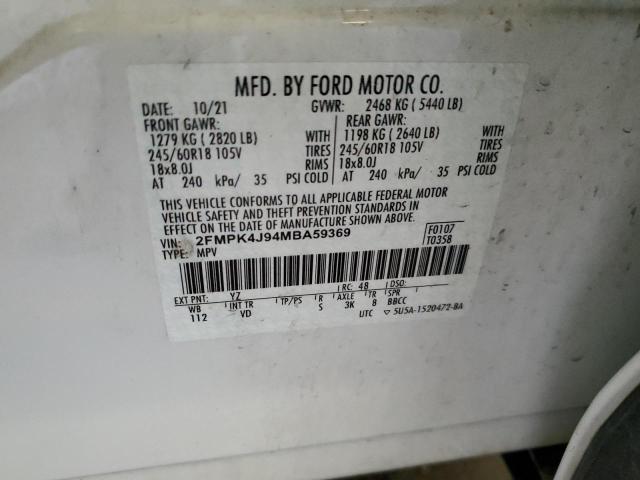 MFD. BY FORD MOTOR CO.
DATE: 10/21 GVWR: 2468 KG ( 5440 LB)
FRONT GAWR: REAR GAWR:
1279 KG ( 2820 LB) WITH 1198 KG ( 2640 LB) WITH
245/60R18 105V TIRES 245/60R18 105V TIRES
18x8.0J RIMS 18x8.0J RIMS
AT 240 kPa/ 35 PSI COLD AT 240 kPa/ 35 PSI COLD
THIS VEHICLE CONFORMS TO ALL APPLICABLE FEDERAL MOTOR
VEHICLE SAFETY AND THEFT PREVENTION STANDARDS IN
EFFECT ON THE DATE OF MANUFACTURE SHOWN ABOVE.
VIN: 2FMPK4J94MBA59369 F0107
TYPE: MPV T0358
EXT PNT: YZ RC: 48 DSO:
WB INT TR TP/PS R AXLE TR SPR
112 VD S 3K 8 BBCC
UTC ▽ 5U5A-1520472-BA